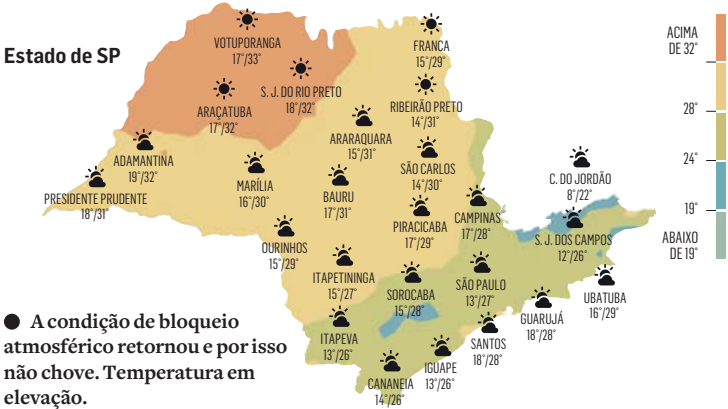 Estado de SP
VOTUPORANGA
17°/33°
FRANCA
15°/29°
S. J. DO RIO PRETO
18°/32°
ARAÇATUBA
17°/32°
RIBEIRÃO PRETO
14°/31°
ARARAQUARA
15°/31°
ADAMANTINA
19°/32°
SÃO CARLOS
14°/30°
PRESIDENTE PRUDENTE
18°/31°
MARÍLIA
16°/30°
BAURU
17°/31°
C. DO JORDÃO
8°/22°
PIRACICABA
17°/29°
CAMPINAS
17°/28°
OURINHOS
15°/29°
S. J. DOS CAMPOS
12°/26°
ITAPETININGA
15°/27°
SOROCABA
15°/28°
SÃO PAULO
13°/27°
UBATUBA
16°/29°
GUARUJÁ
18°/28°
ITAPEVA
13°/26°
SANTOS
18°/28°
IGUAPE
13°/26°
CANANEIA
14°/26°
ACIMA
DE 32°
28°
24°
19°
ABAIXO
DE 19°
● A condição de bloqueio
atmosférico retornou e por isso
não chove. Temperatura em
elevação.